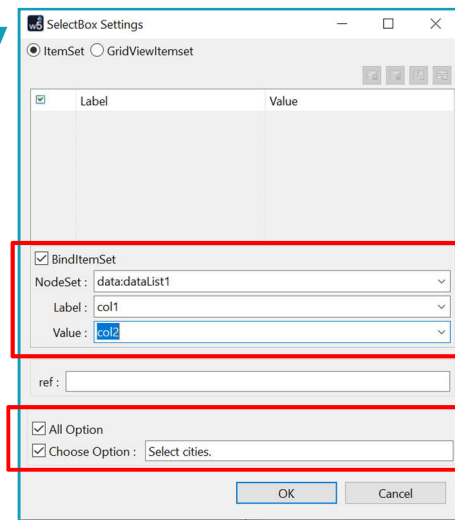 w5 SelectBox Settings
ItemSet GridViewItemset
Label Value
BindItemSet
NodeSet : data:dataList1
Label : col1
Value : col2
ref :
All Option
Choose Option : Select cities.
OK Cancel